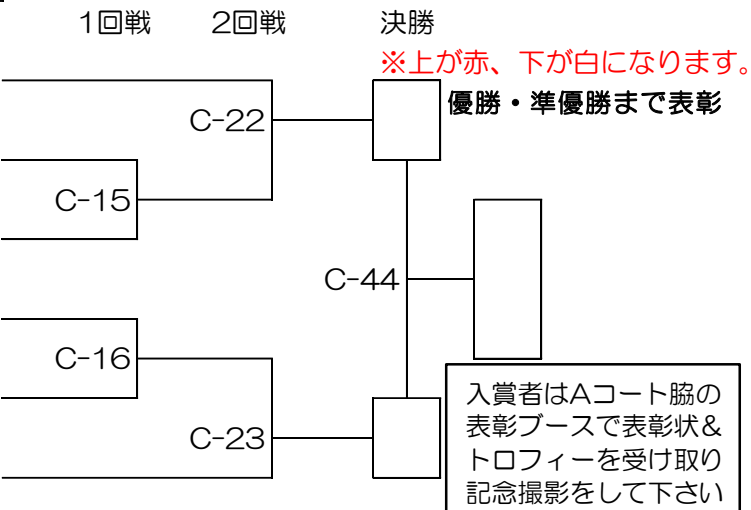 1回戦 2回戦 決勝
※上が赤、下が白になります。
優勝・準優勝まで表彰
C-22
C-15
C-44
C-16
C-23
入賞者はAコート脇の
表彰ブースで表彰状&
トロフィーを受け取り
記念撮影をして下さい